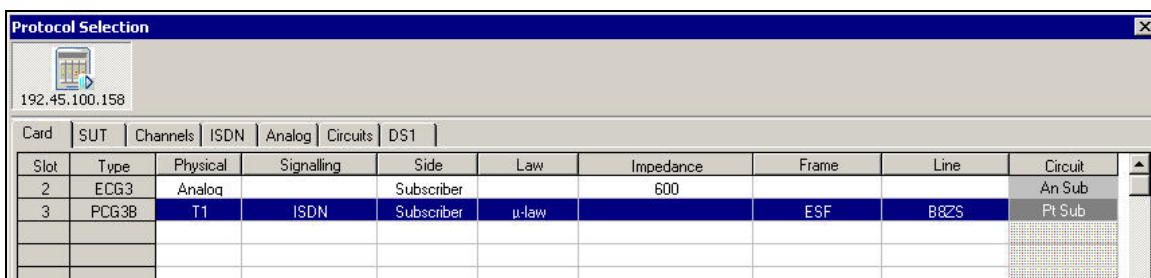 Protocol Selection
192.45.100.158
Card SUT Channels ISDN Analog Circuits DS1
Slot Type Physical Signalling Side Law Impedance Frame Line Circuit
2 ECG3 Analog Subscriber 600 An Sub
3 PCG3B T1 ISDN Subscriber µ-law ESF B8ZS Pt Sub